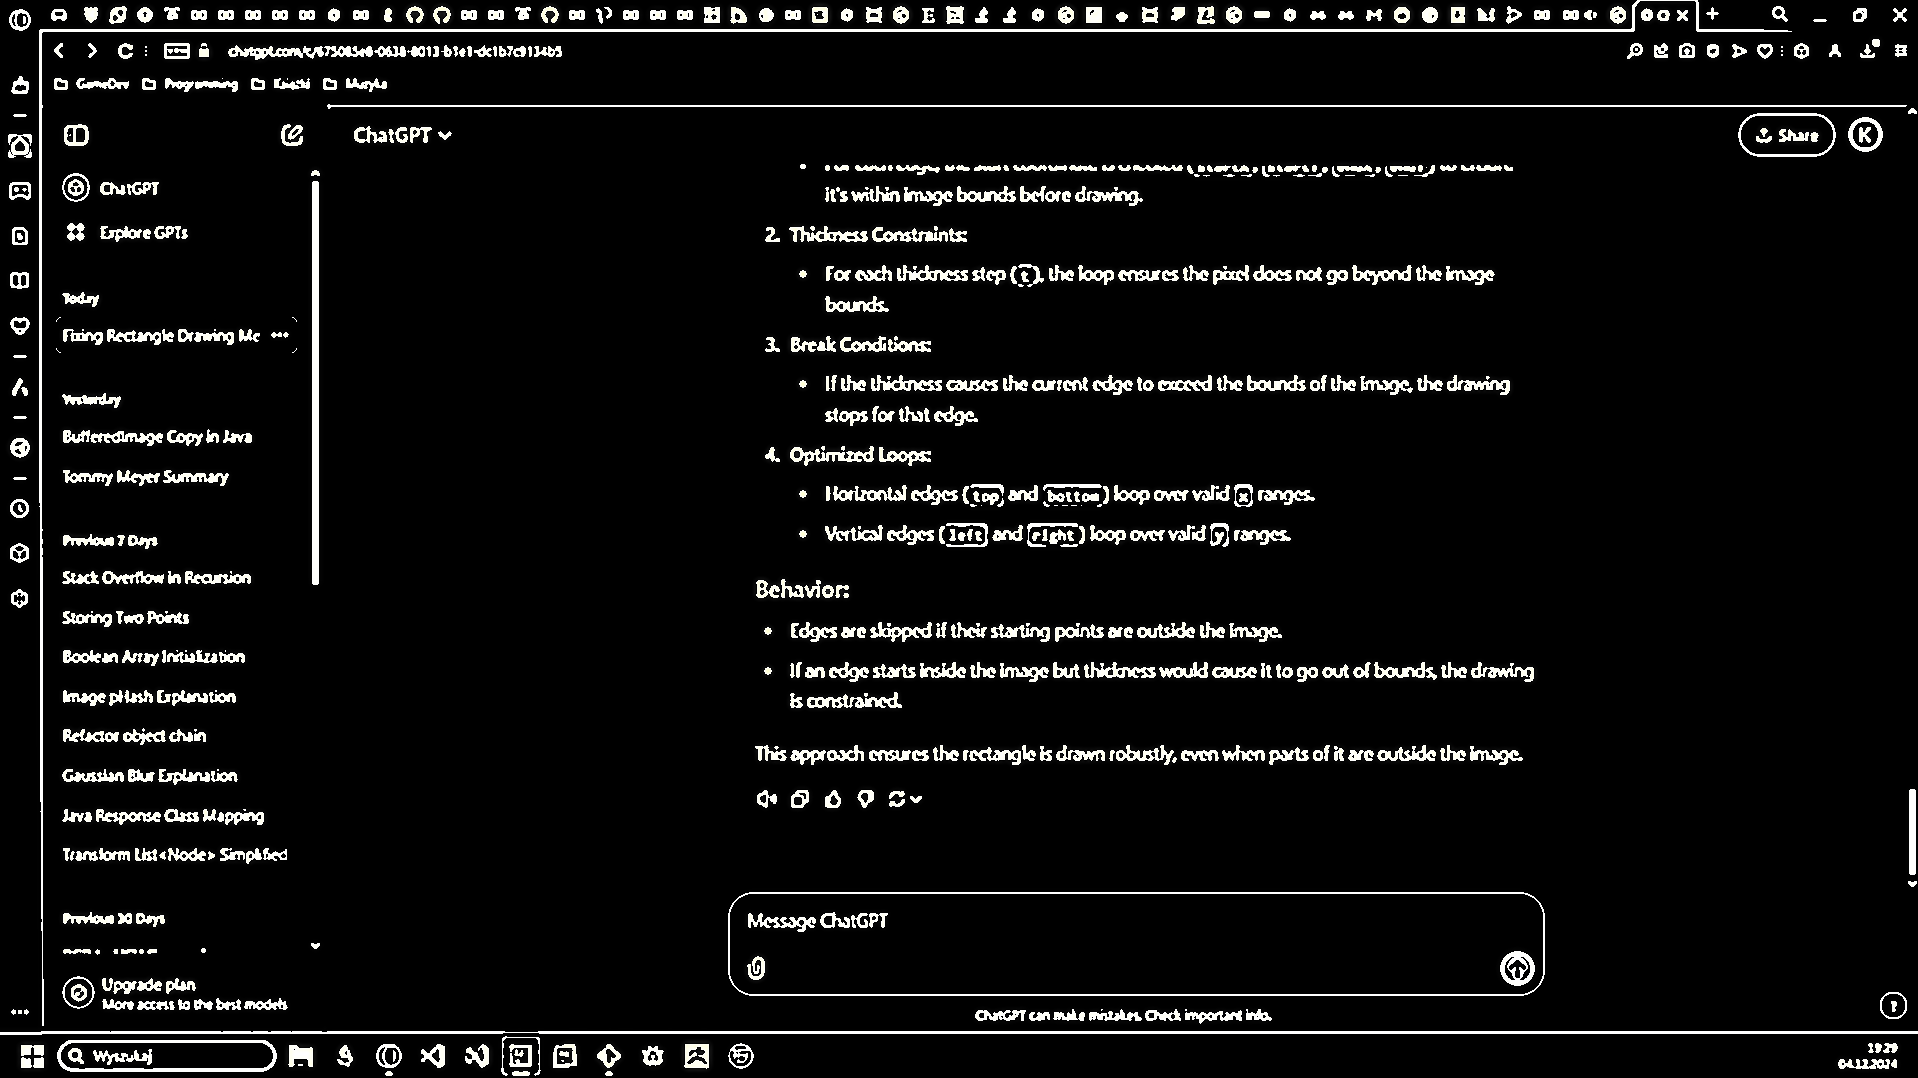 chatgpt.com/c/675085e8-0638-8013-b1e1-dc1b7c9134b5
GameDev Programming Książki Muzyka
ChatGPT
Share
K
ChatGPT
Explore GPTs
Today
Fixing Rectangle Drawing Me
Yesterday
BufferedImage Copy in Java
Tommy Meyer Summary
Previous 7 Days
Stack Overflow in Recursion
Storing Two Points
Boolean Array Initialization
Image pHash Explanation
Refactor object chain
Gaussian Blur Explanation
Java Response Class Mapping
Transform List<Node> Simplified
Previous 30 Days
Upgrade plan
More access to the best models
it's within image bounds before drawing.
2. Thickness Constraints:
• For each thickness step (t), the loop ensures the pixel does not go beyond the image
bounds.
3. Break Conditions:
• If the thickness causes the current edge to exceed the bounds of the image, the drawing
stops for that edge.
4. Optimized Loops:
• Horizontal edges (top and bottom) loop over valid x ranges.
• Vertical edges (left and right) loop over valid y ranges.
Behavior:
• Edges are skipped if their starting points are outside the image.
• If an edge starts inside the image but thickness would cause it to go out of bounds, the drawing
is constrained.
This approach ensures the rectangle is drawn robustly, even when parts of it are outside the image.
Message ChatGPT
ChatGPT can make mistakes. Check important info.
?
Wyszukaj
19:29
04.12.2024